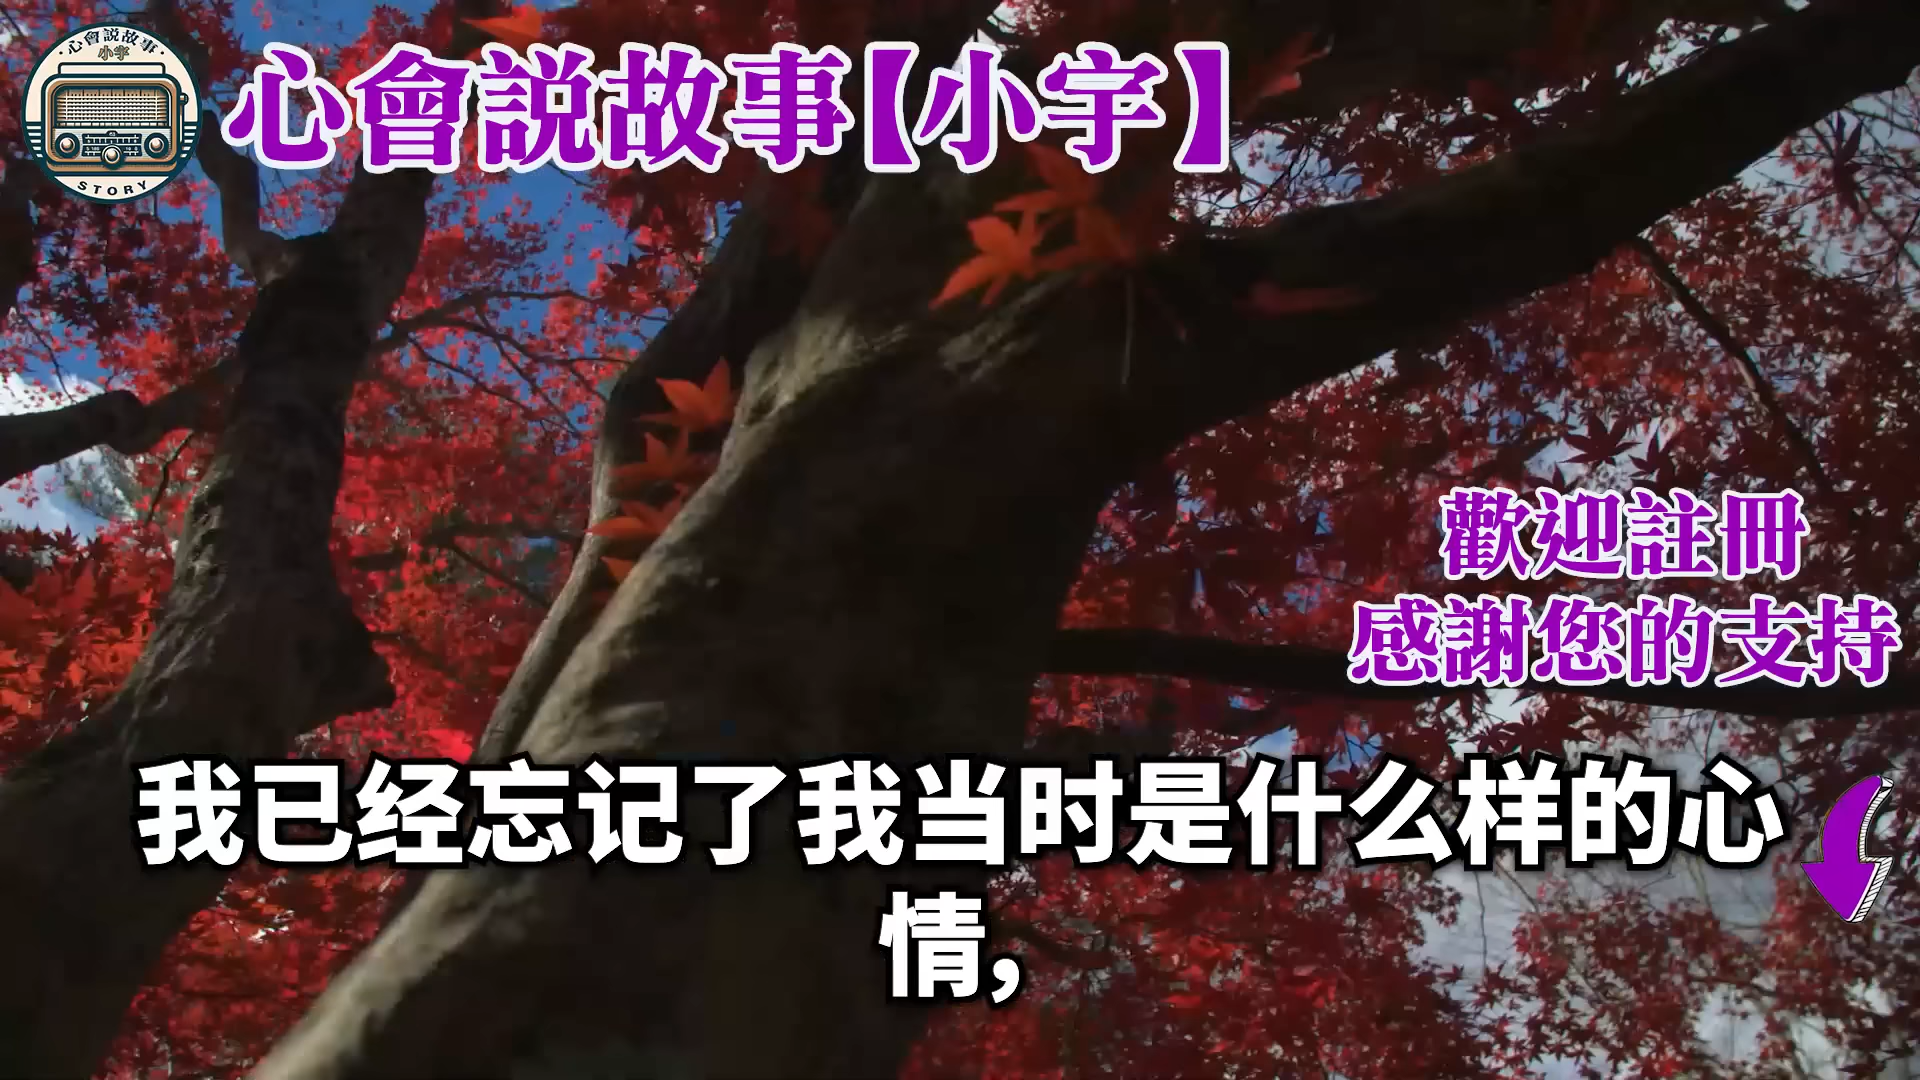 心會説故事
小宇
STORY
心會説故事【小宇】
歡迎註冊
感謝您的支持
我已经忘记了我当时是什么样的心
情，